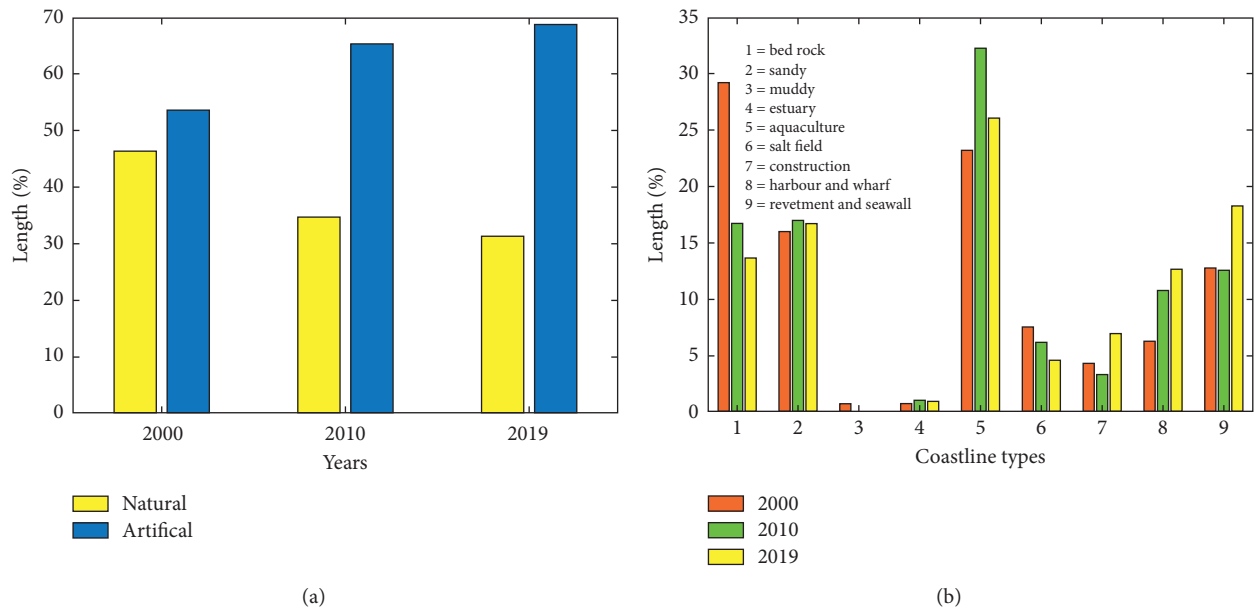 70
60
50
40
30
20
10
0
Length (%)
2000
2010
2019
Years
Natural
Artifical
(a)
35
30
25
20
15
10
5
0
Length (%)
1 = bed rock
2 = sandy
3 = muddy
4 = estuary
5 = aquaculture
6 = salt field
7 = construction
8 = harbour and wharf
9 = revetment and seawall
1
2
3
4
5
6
7
8
9
Coastline types
2000
2010
2019
(b)